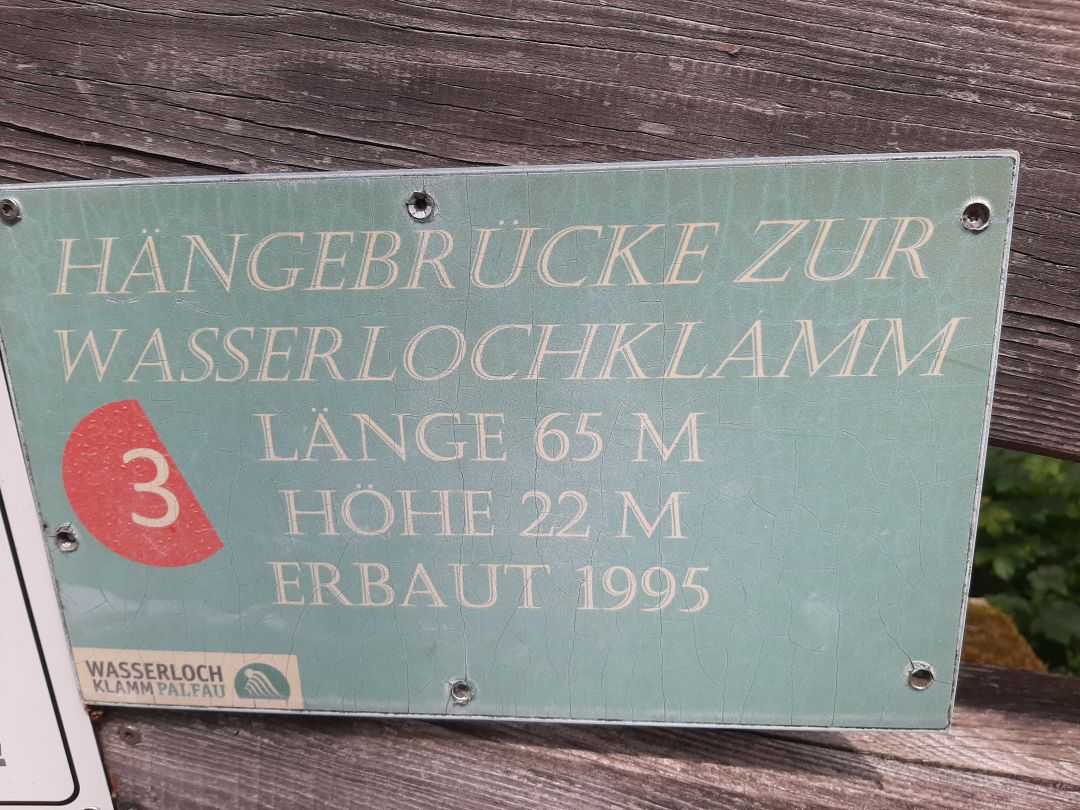 HÄNGEBRÜCKE ZUR
WASSERLOCHKLAMM
LÄNGE 65 M
3
HÖHE 22 M
ERBAUT 1995
WASSERLOCH
KLAMM PALFAU